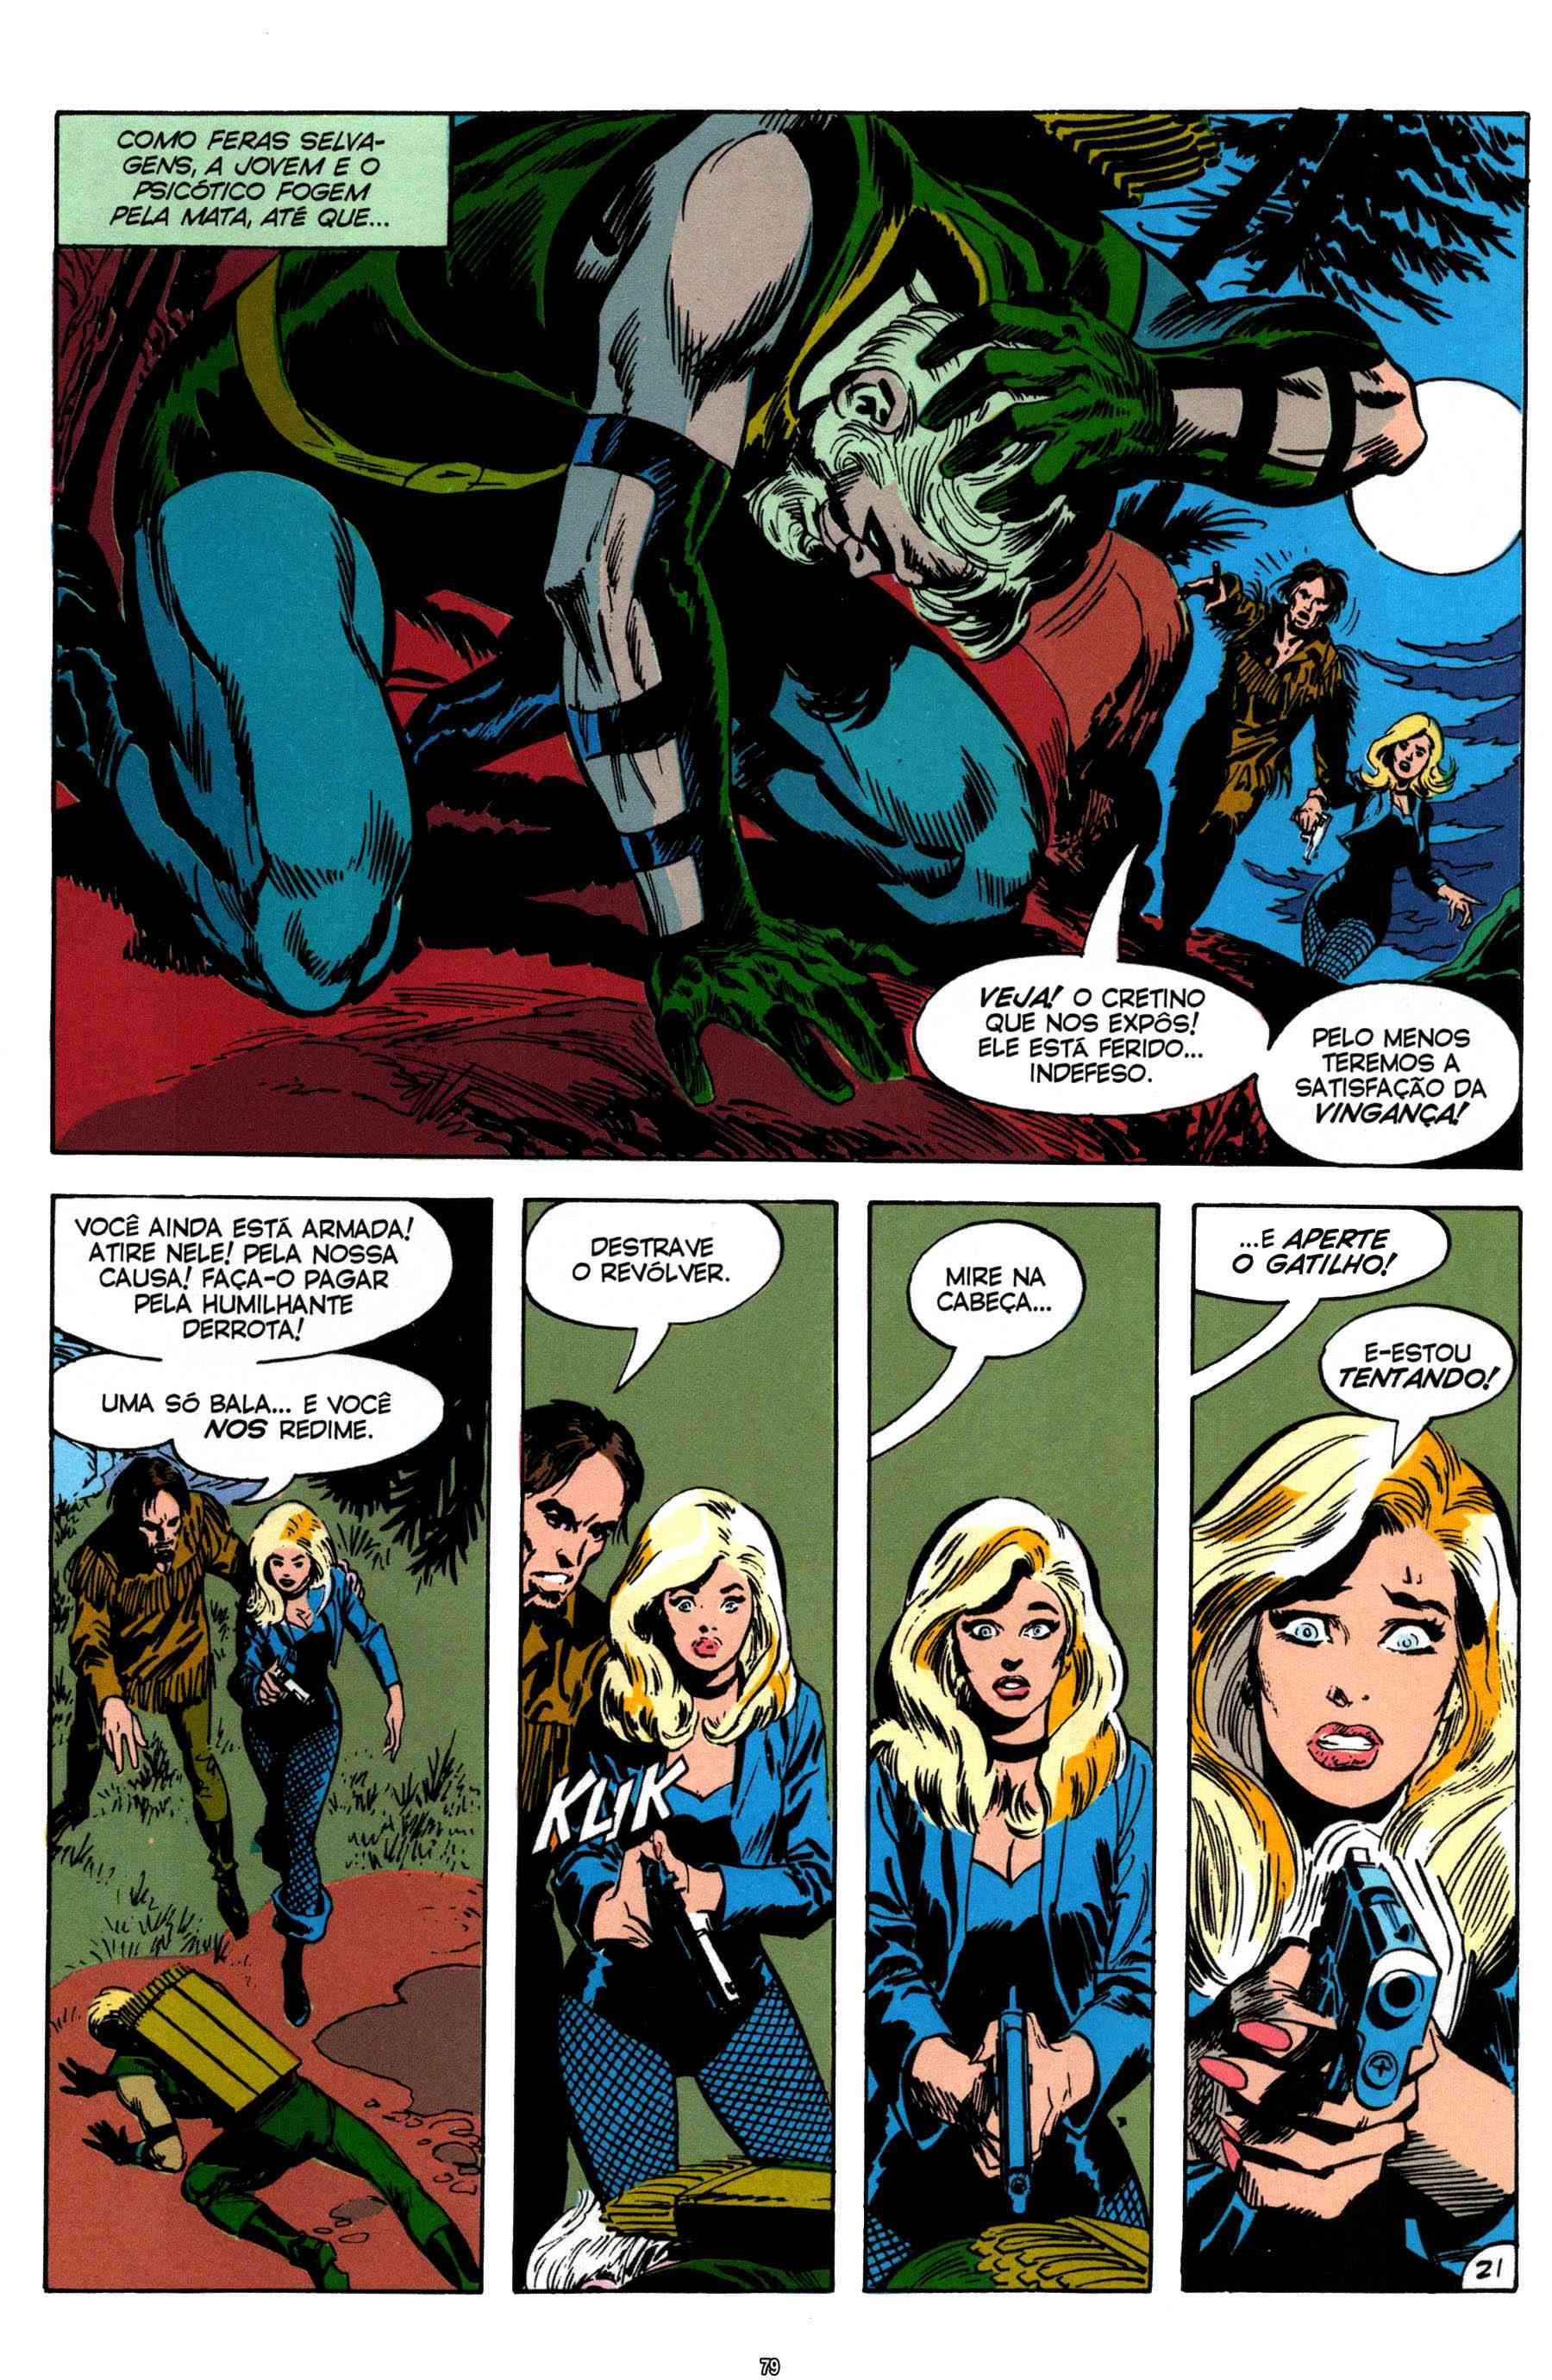 COMO FERAS SELVA-
GENS, A JOVEM E O
PSICÓTICO FOGEM
PELA MATA, ATÉ QUE...
VEJA! O CRETINO
QUE NOS EXPÔS!
ELE ESTÁ FERIDO...
INDEFESO.
PELO MENOS
TEREMOS A
SATISFAÇÃO DA
VINGANÇA!
VOCÊ AINDA ESTÁ ARMADA!
ATIRE NELE! PELA NOSSA
CAUSA! FAÇA-O PAGAR
PELA HUMILHANTE
DERROTA!
UMA SÓ BALA... E VOCÊ
NOS REDIME.
DESTRAVE
O REVÓLVER.
KLIK
MIRE NA
CABEÇA...
...E APERTE
O GATILHO!
E-ESTOU
TENTANDO!
21
79